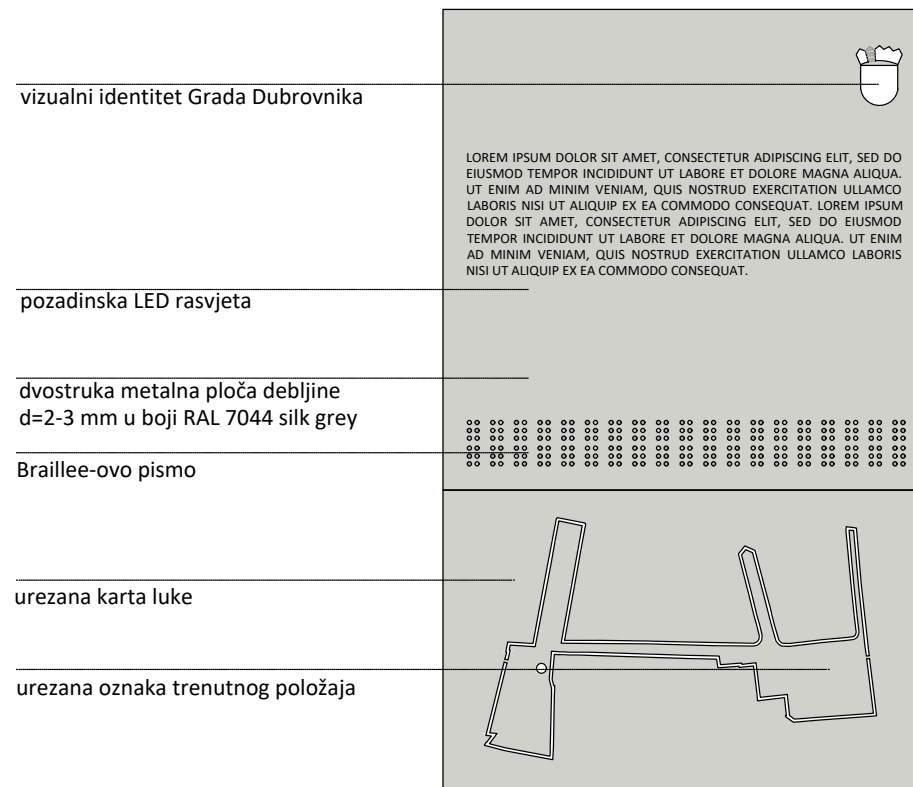 vizualni identitet Grada Dubrovnika
LOREM IPSUM DOLOR SIT AMET, CONSECTETUR ADIPISCING ELIT, SED DO
EIUSMOD TEMPOR INCIDIDUNT UT LABORE ET DOLORE MAGNA ALIQUA.
UT ENIM AD MINIM VENIAM, QUIS NOSTRUD EXERCITATION ULLAMCO
LABORIS NISI UT ALIQUIP EX EA COMMODO CONSEQUAT. LOREM IPSUM
DOLOR SIT AMET, CONSECTETUR ADIPISCING ELIT, SED DO EIUSMOD
TEMPOR INCIDIDUNT UT LABORE ET DOLORE MAGNA ALIQUA. UT ENIM
AD MINIM VENIAM, QUIS NOSTRUD EXERCITATION ULLAMCO LABORIS
NISI UT ALIQUIP EX EA COMMODO CONSEQUAT.
pozadinska LED rasvjeta
dvostruka metalna ploča debljine
d=2-3 mm u boji RAL 7044 silk grey
Braillee-ovo pismo
urezana karta luke
urezana oznaka trenutnog položaja